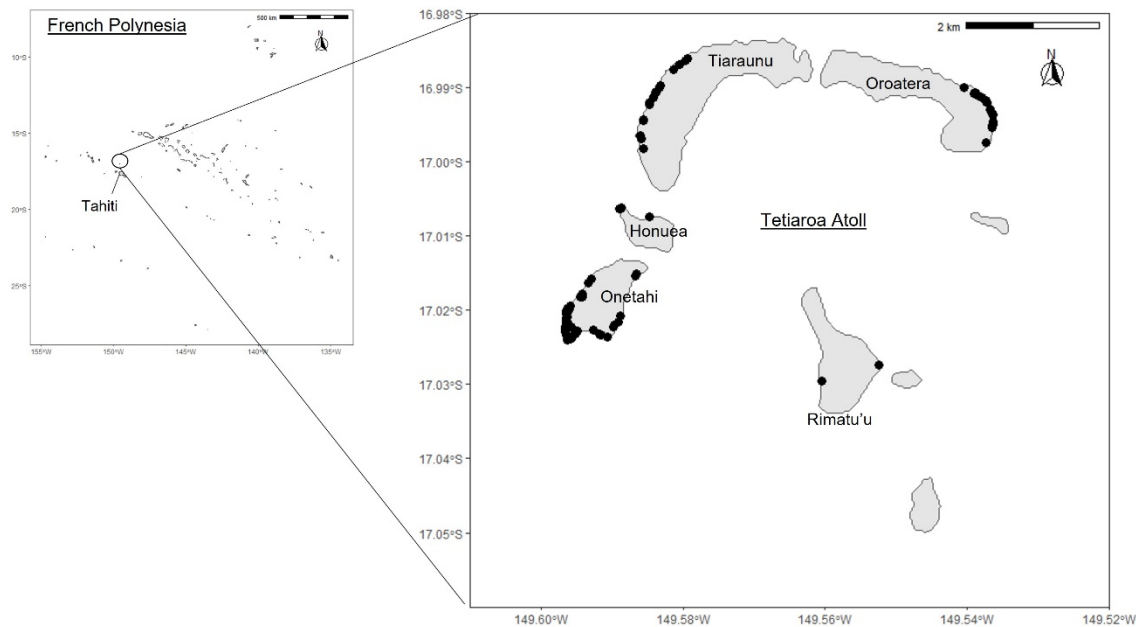 French Polynesia
500 km
N
10°S
15°S
20°S
25°S
Tahiti
155°W
150°W
145°W
140°W
135°W
16.98°S
16.99°S
17.00°S
17.01°S
17.02°S
17.03°S
17.04°S
17.05°S
2 km
N
Tiaraunu
Oroatera
Honuea
Tetiaroa Atoll
Onetahi
Rimatu'u
149.60°W
149.58°W
149.56°W
149.54°W
149.52°W